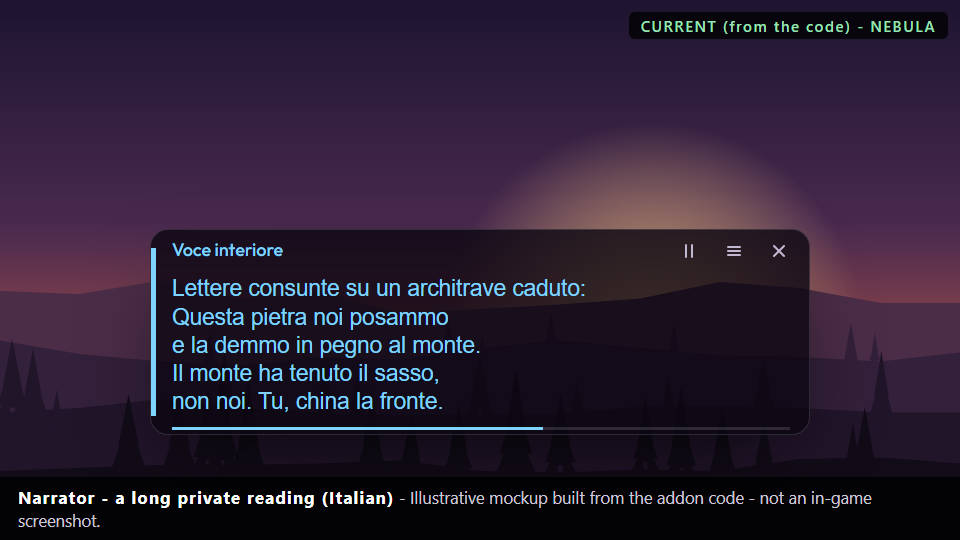 CURRENT (from the code) - NEBULA
Voce interiore
Lettere consunte su un architrave caduto:
Questa pietra noi posammo
e la demmo in pegno al monte.
Il monte ha tenuto il sasso,
non noi. Tu, china la fronte.
Narrator - a long private reading (Italian) - Illustrative mockup built from the addon code - not an in-game
screenshot.